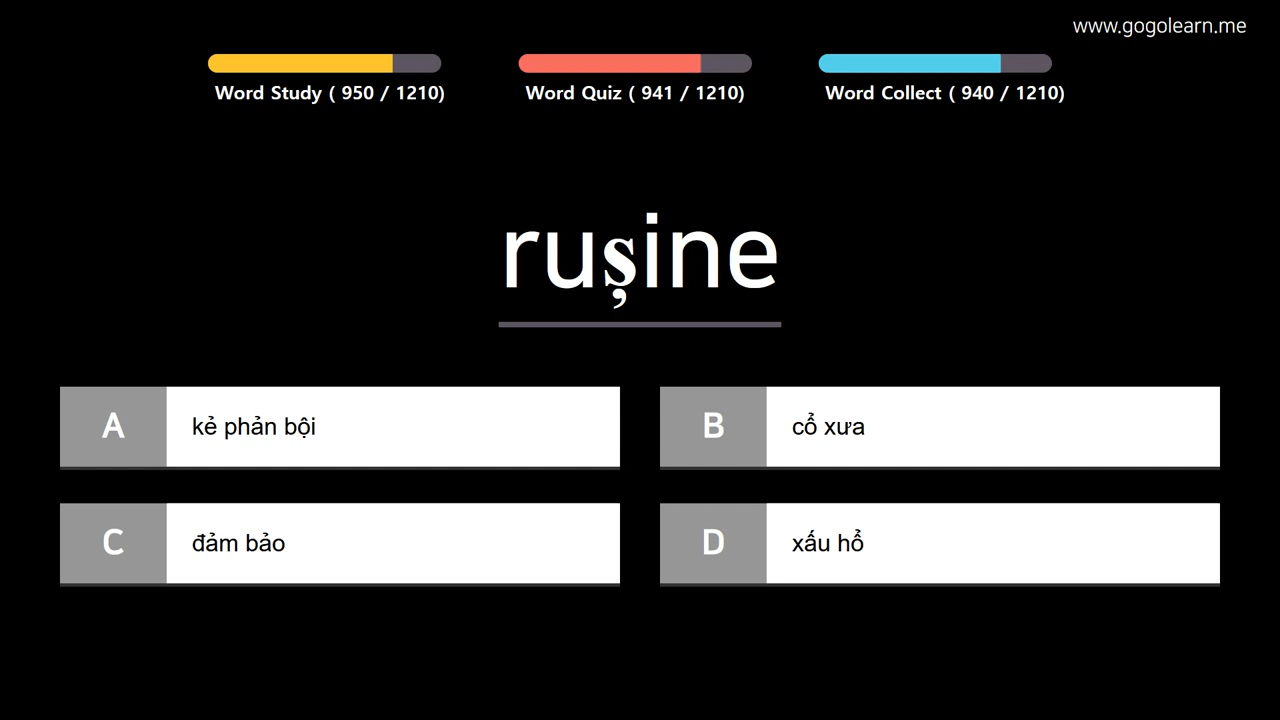 www.gogolearn.me
Word Study ( 950 / 1210)
Word Quiz ( 941 / 1210)
Word Collect ( 940 / 1210)
rușine
A
kẻ phản bội
B
cổ xưa
C
đảm bảo
D
xấu hổ